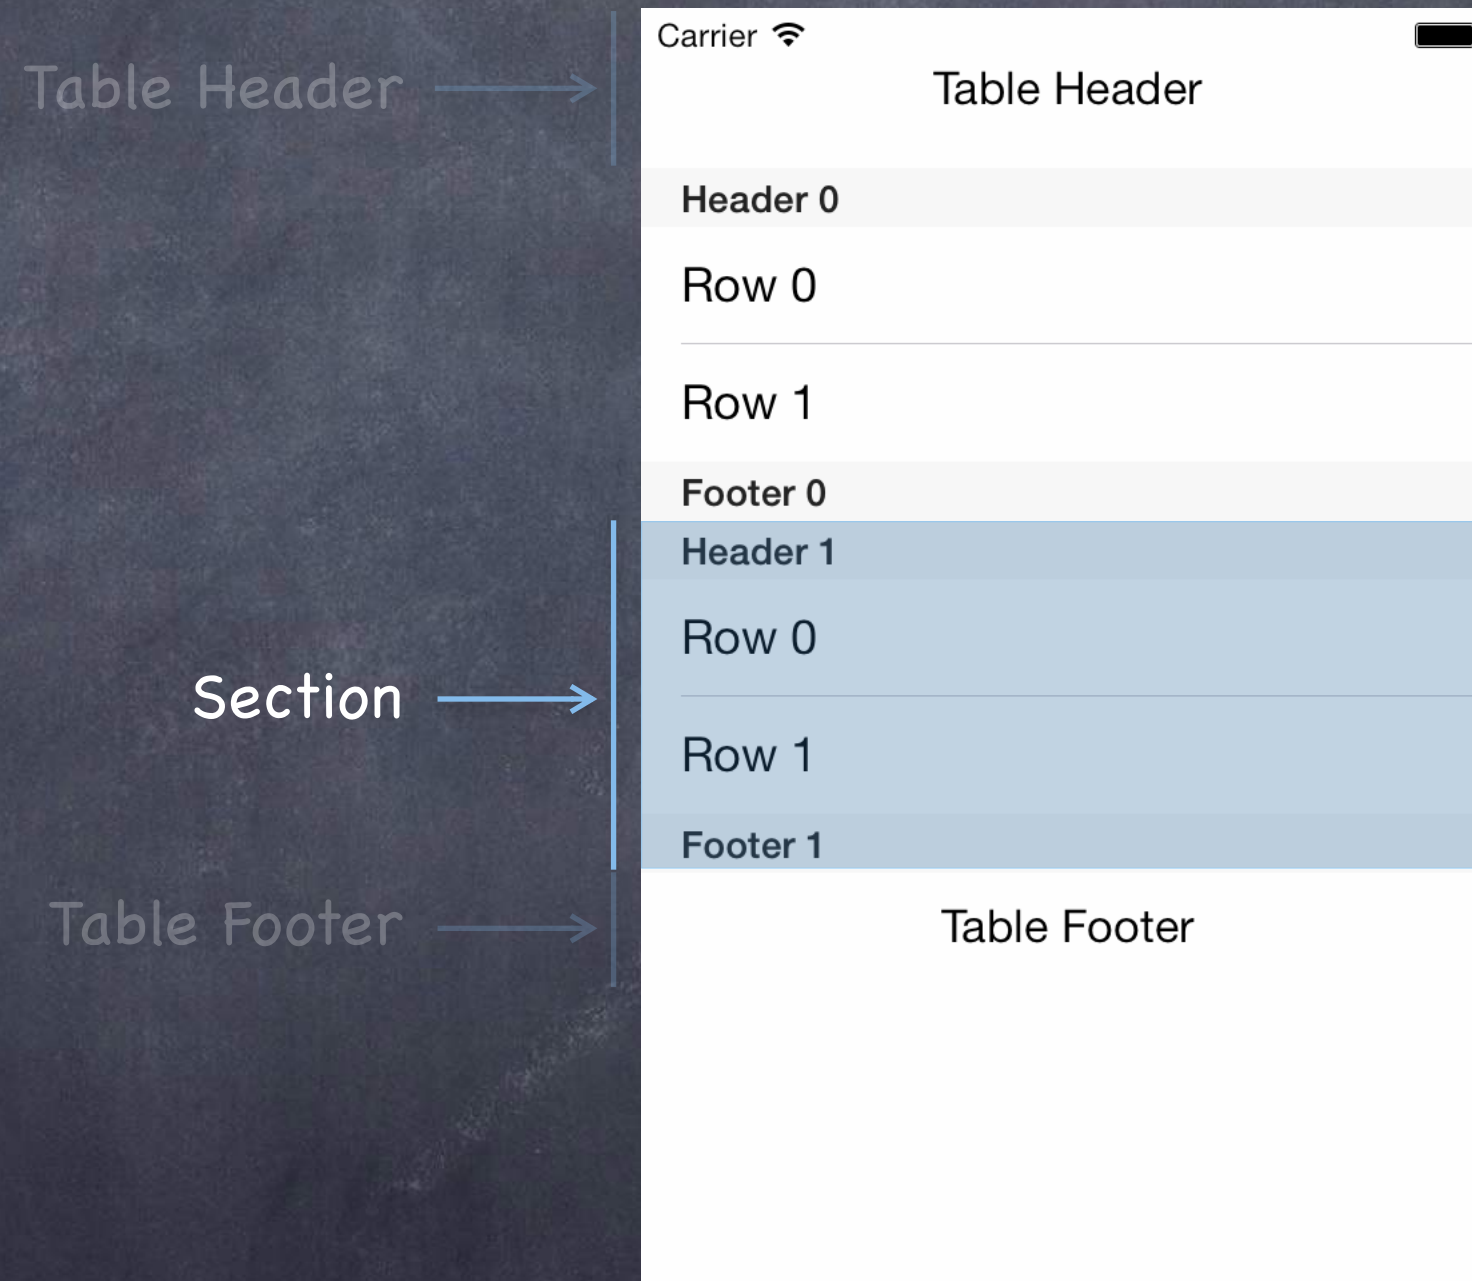 Carrier
Table Header
Table Header
Header 0
Row 0
Row 1
Footer 0
Header 1
Row 0
Section
Row 1
Footer 1
Table Footer
Table Footer